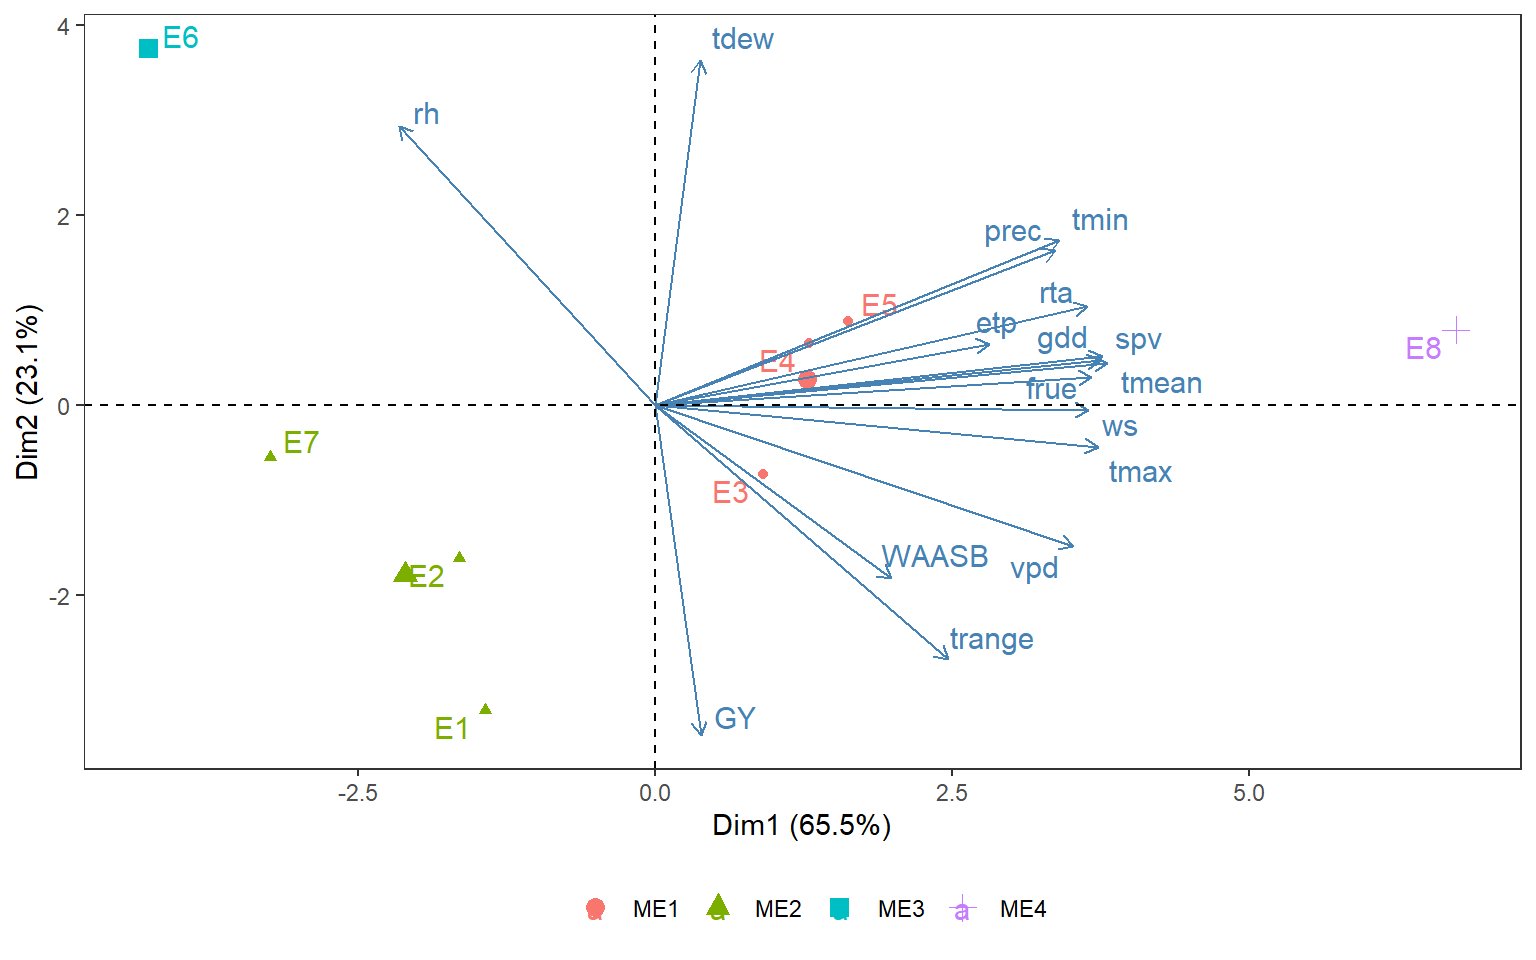 4
E6
tdew
rh
2
tmin
prec
rta
E5
etp
gdd
spv
E8
E4
tmean
frue
0
ws
E7
tmax
E3
WAASB
vpd
E2
-2
trange
GY
E1
Dim2 (23.1%)
-2.5 0.0 2.5 5.0
Dim1 (65.5%)
a ME1 a ME2 a ME3 a ME4